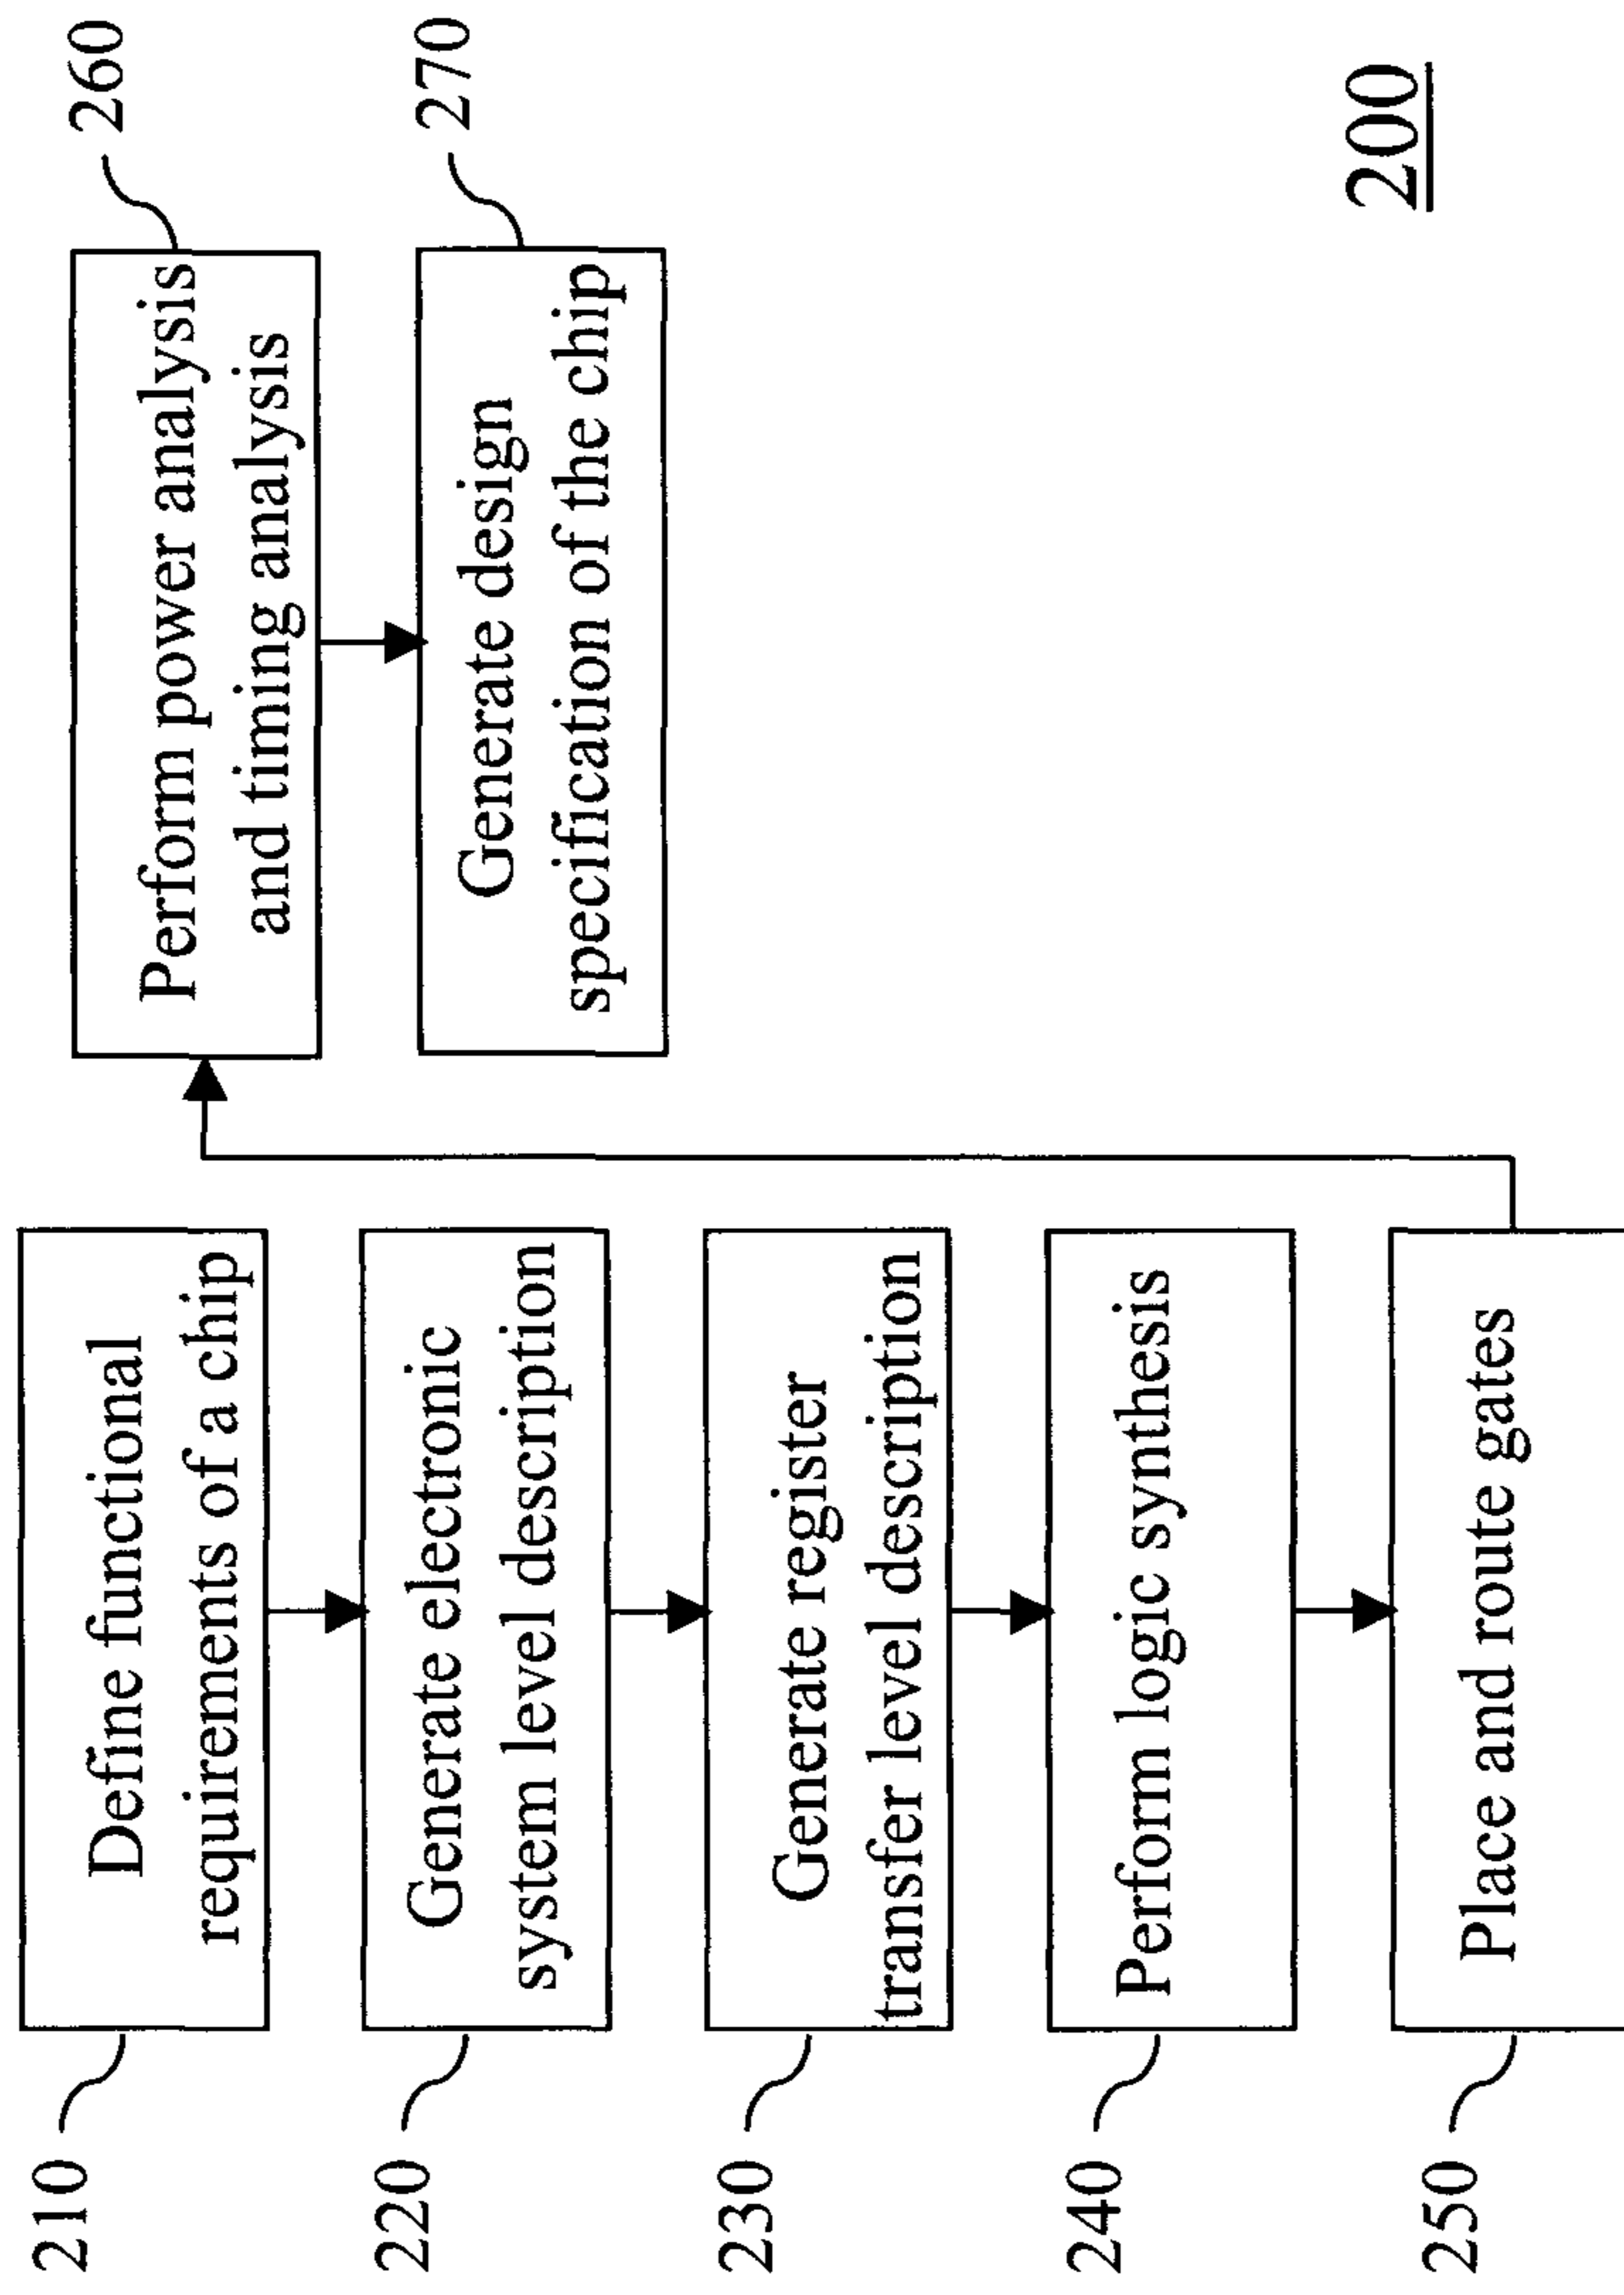 210
Define functional
requirements of a chip
220
Generate electronic
system level description
230
Generate register
transfer level description
240
Perform logic synthesis
250
Place and route gates
Perform power analysis
and timing analysis
260
Generate design
specification of the chip
270
200